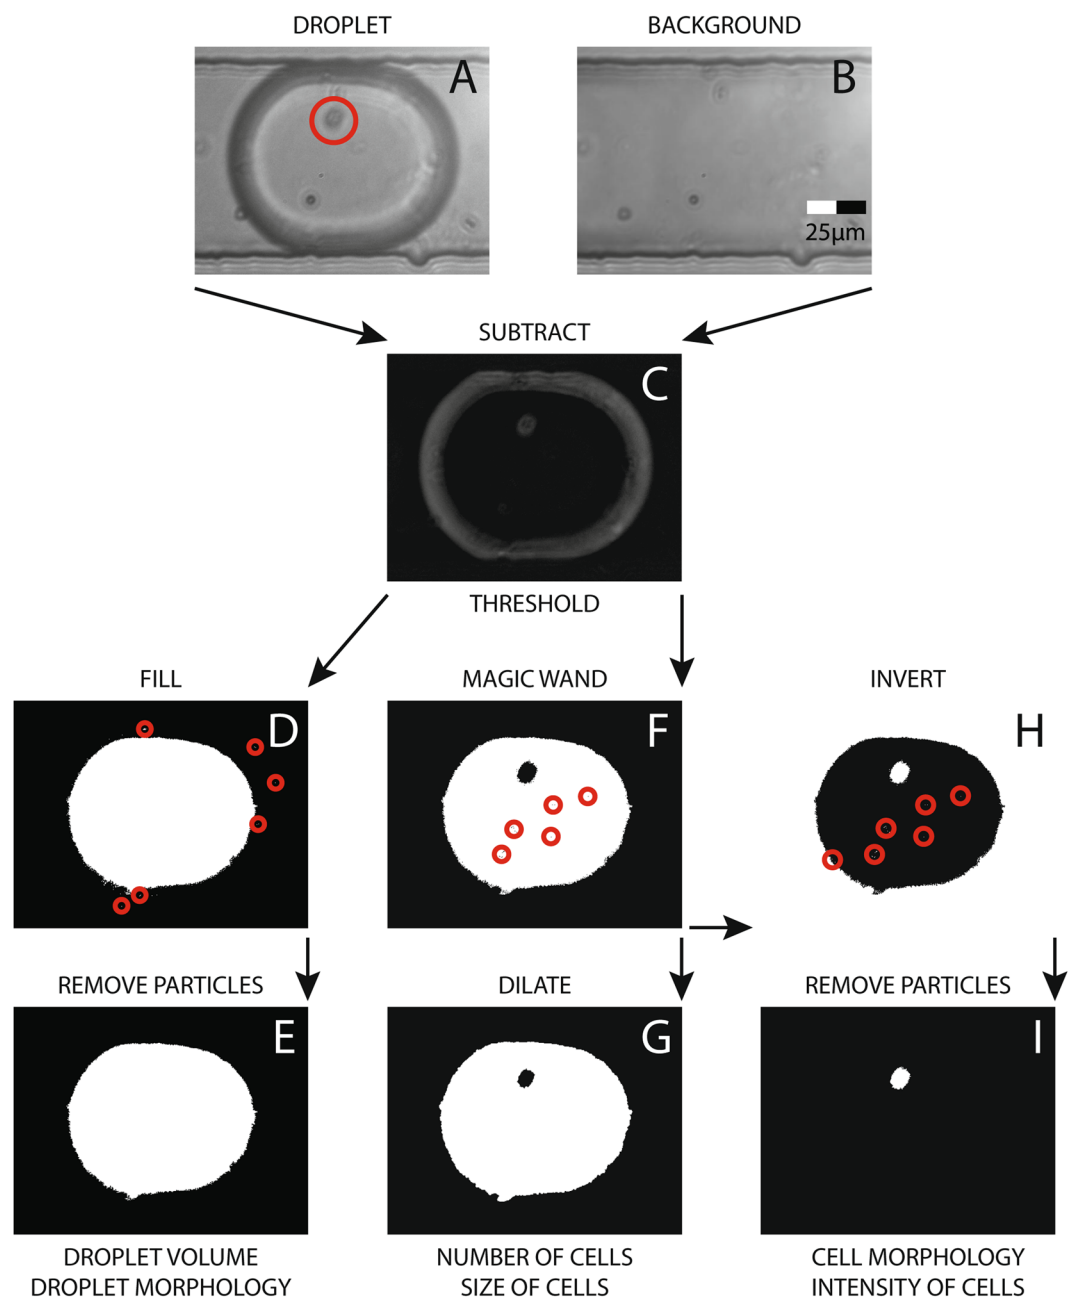 DROPLET
BACKGROUND
A
B
25µm
SUBTRACT
C
THRESHOLD
FILL
MAGIC WAND
INVERT
D
F
H
REMOVE PARTICLES
DILATE
REMOVE PARTICLES
E
G
I
DROPLET VOLUME
DROPLET MORPHOLOGY
NUMBER OF CELLS
SIZE OF CELLS
CELL MORPHOLOGY
INTENSITY OF CELLS